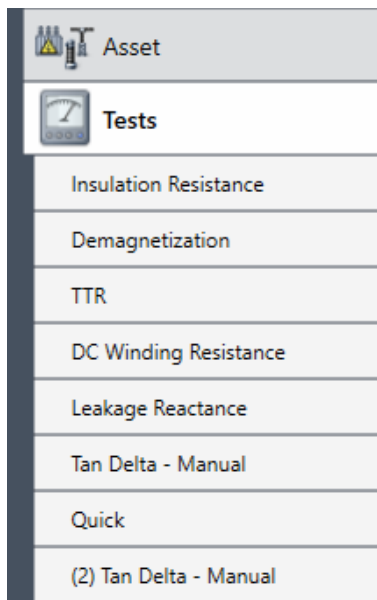 Asset
Tests
Insulation Resistance
Demagnetization
TTR
DC Winding Resistance
Leakage Reactance
Tan Delta - Manual
Quick
(2) Tan Delta - Manual